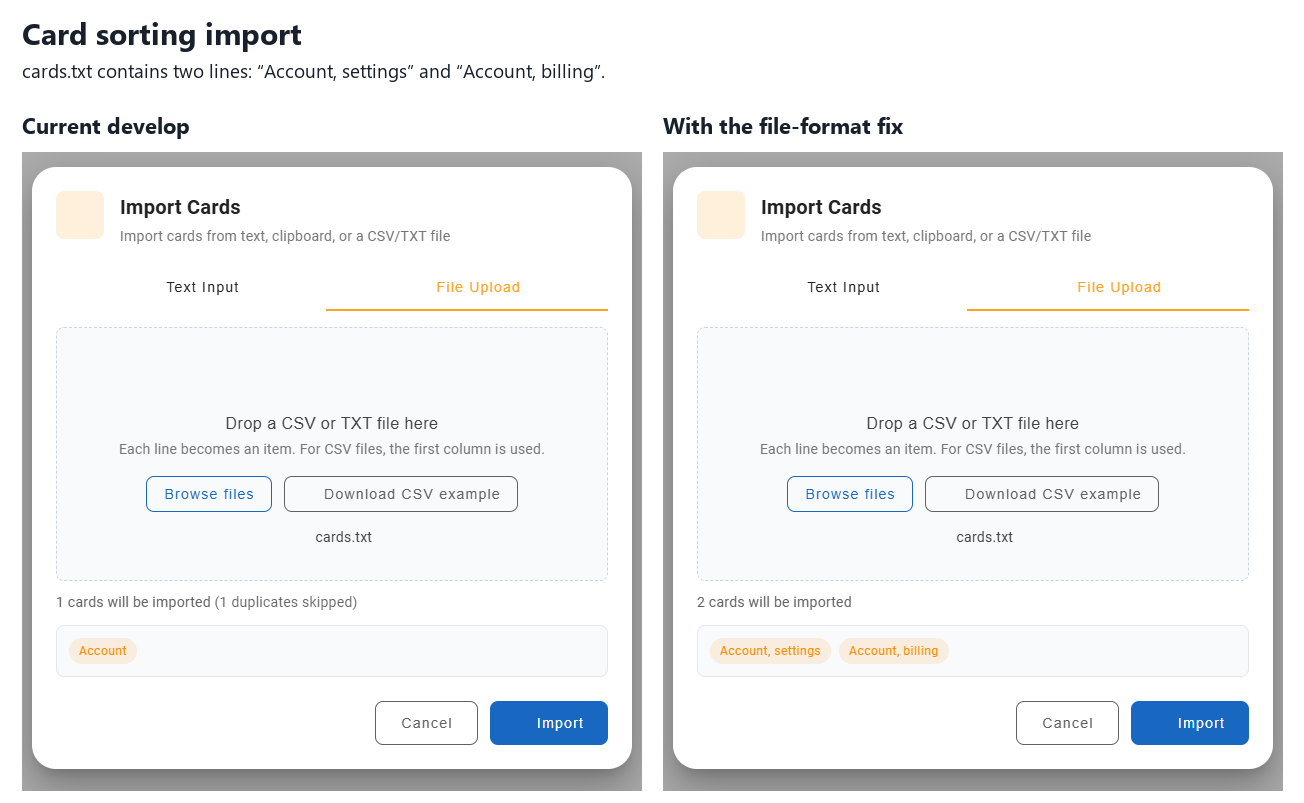 Card sorting import
cards.txt contains two lines: “Account, settings” and “Account, billing”.
Current develop
Import Cards
Import cards from text, clipboard, or a CSV/TXT file
Text Input
File Upload
Drop a CSV or TXT file here
Each line becomes an item. For CSV files, the first column is used.
Browse files
Download CSV example
cards.txt
1 cards will be imported (1 duplicates skipped)
Account
Cancel
Import
With the file-format fix
Import Cards
Import cards from text, clipboard, or a CSV/TXT file
Text Input
File Upload
Drop a CSV or TXT file here
Each line becomes an item. For CSV files, the first column is used.
Browse files
Download CSV example
cards.txt
2 cards will be imported
Account, settings
Account, billing
Cancel
Import